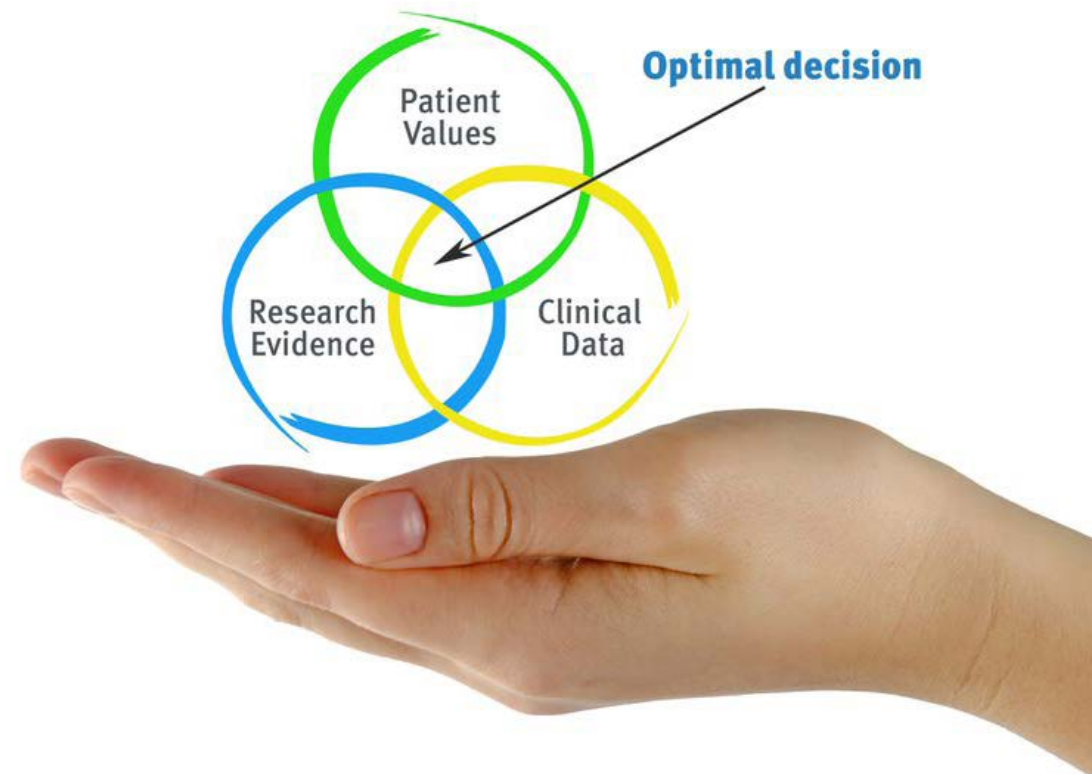 Optimal decision
Patient
Values
Research
Evidence
Clinical
Data